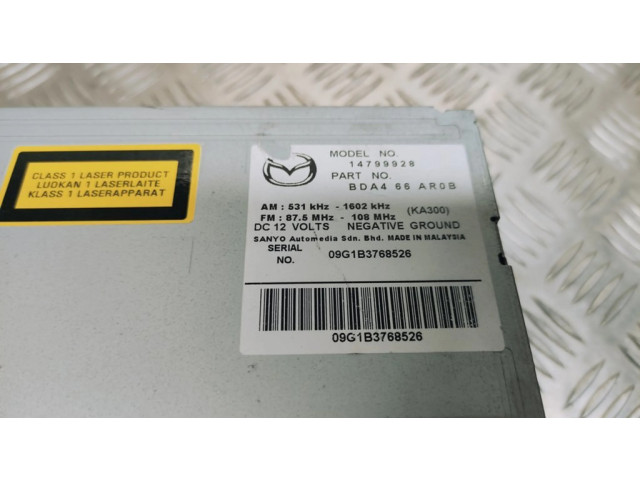 CLASS 1 LASER PRODUCT
LUOKAN 1 LASERLAITE
KLASS 1 LASERAPPARAT
MODEL NO.
14799928
PART NO.
BDA4 66 AR0B
AM : 531 kHz - 1602 kHz (KA300)
FM : 87.5 MHz - 108 MHz
DC 12 VOLTS NEGATIVE GROUND
SANYO Automedia Sdn. Bhd. MADE IN MALAYSIA
SERIAL NO. 09G1B3768526
09G1B3768526